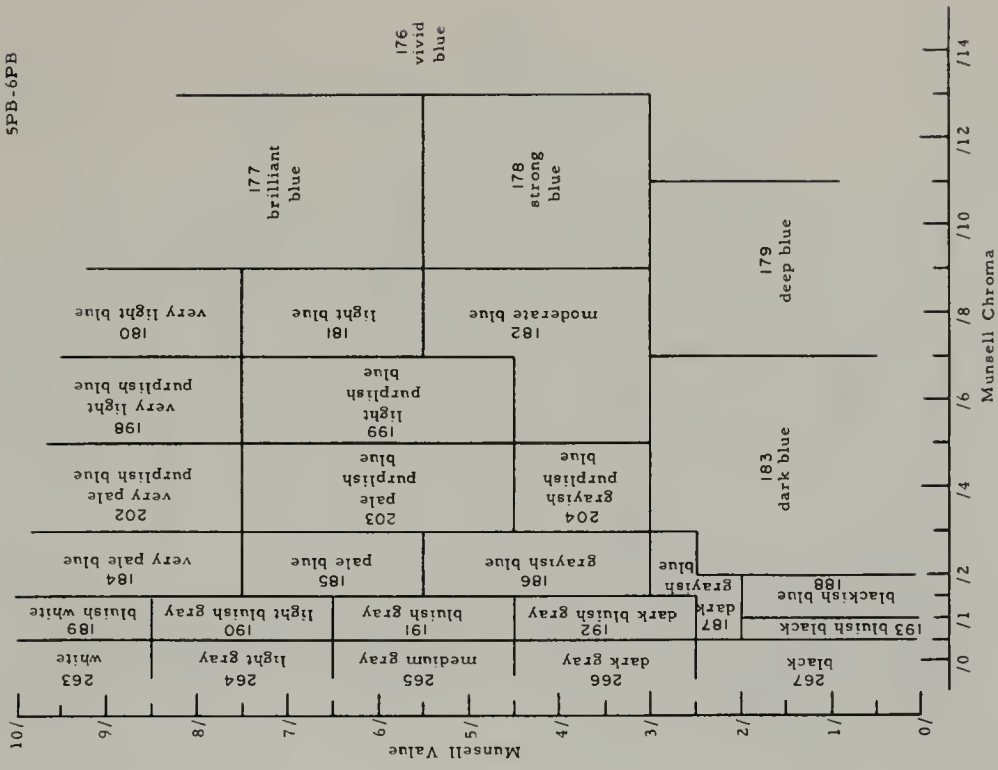 5PB-6PB
176
vivid
blue
177
brilliant
blue
178
strong
blue
179
deep blue
180
very light blue
181
light blue
182
moderate blue
183
dark blue
198
very light
purplish blue
199
light
purplish
blue
202
very pale
purplish blue
203
pale
purplish
blue
204
grayish
purplish
blue
184
very pale blue
185
pale blue
186
grayish blue
187
dark
grayish
blue
188
blackish blue
189
bluish white
190
light bluish gray
191
bluish gray
192
dark bluish gray
193 bluish black
263
white
264
light gray
265
medium gray
266
dark gray
267
black
Munsell Value
10/
9/
8/
7/
6/
5/
4/
3/
2/
1/
0/
Munsell Chroma
/0
/1
/2
/4
/6
/8
/10
/12
/14